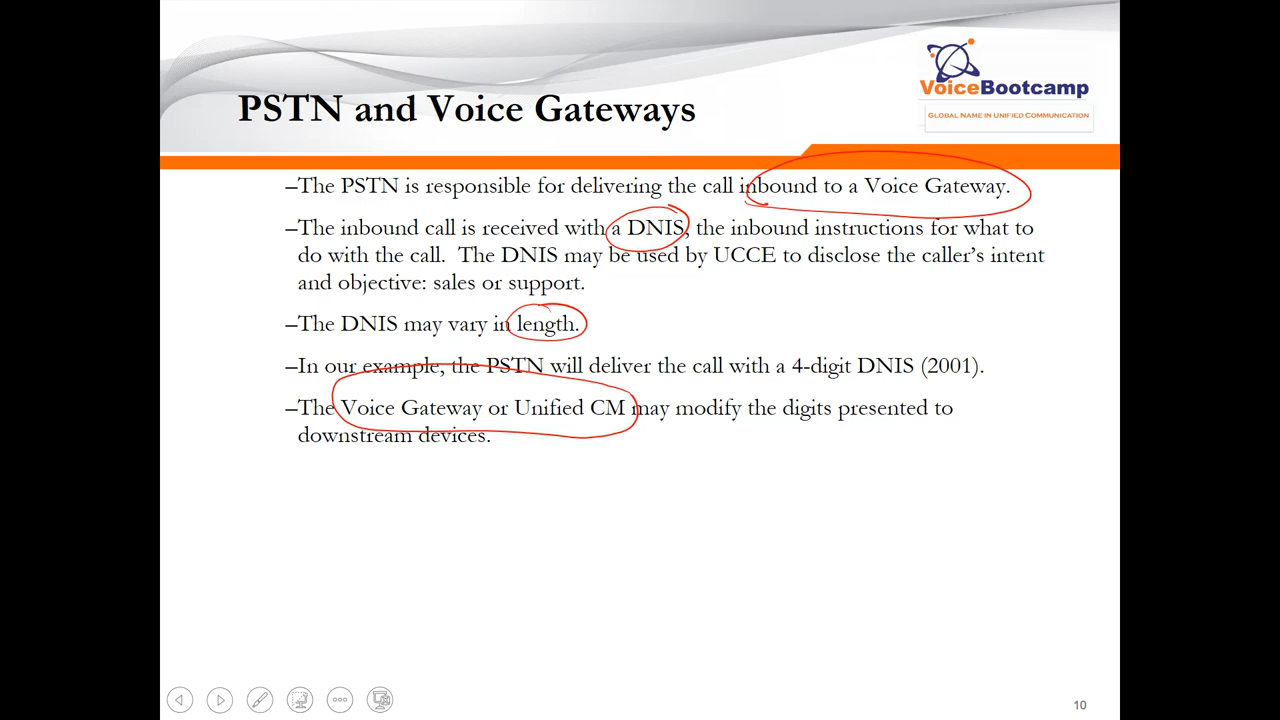 VoiceBootcamp
GLOBAL NAME IN UNIFIED COMMUNICATION
PSTN and Voice Gateways
–The PSTN is responsible for delivering the call inbound to a Voice Gateway.
–The inbound call is received with a DNIS, the inbound instructions for what to
do with the call.  The DNIS may be used by UCCE to disclose the caller's intent
and objective: sales or support.
–The DNIS may vary in length.
–In our example, the PSTN will deliver the call with a 4-digit DNIS (2001).
–The Voice Gateway or Unified CM may modify the digits presented to
downstream devices.
10